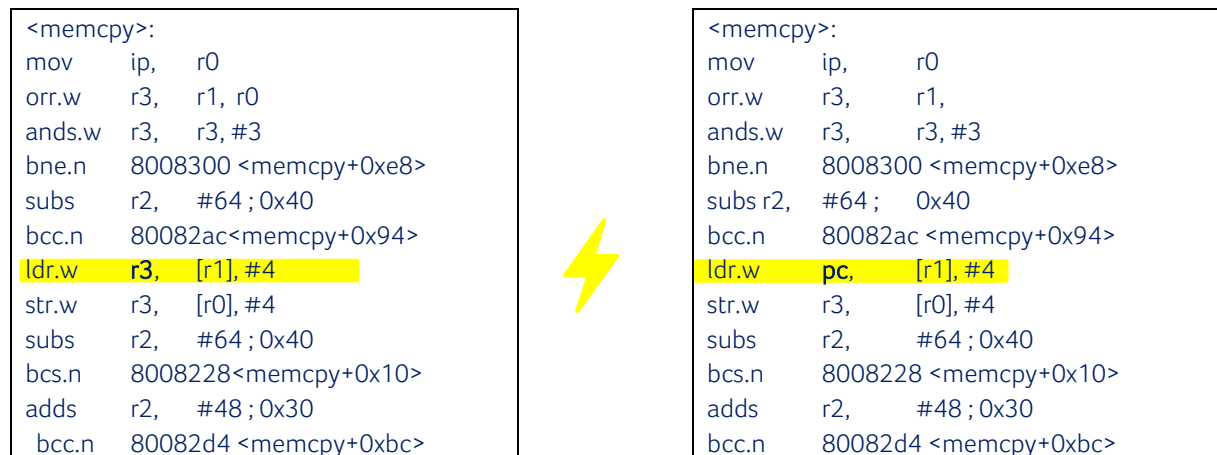 <memcpy>:
mov ip, r0
orr.w r3, r1, r0
ands.w r3, r3, #3
bne.n 8008300 <memcpy+0xe8>
subs r2, #64 ; 0x40
bcc.n 80082ac<memcpy+0x94>
ldr.w r3, [r1], #4
str.w r3, [r0], #4
subs r2, #64 ; 0x40
bcs.n 8008228<memcpy+0x10>
adds r2, #48 ; 0x30
bcc.n 80082d4 <memcpy+0xbc>
<memcpy>:
mov ip, r0
orr.w r3, r1,
ands.w r3, r3, #3
bne.n 8008300 <memcpy+0xe8>
subs r2, #64 ; 0x40
bcc.n 80082ac <memcpy+0x94>
ldr.w pc, [r1], #4
str.w r3, [r0], #4
subs r2, #64 ; 0x40
bcs.n 8008228 <memcpy+0x10>
adds r2, #48 ; 0x30
bcc.n 80082d4 <memcpy+0xbc>